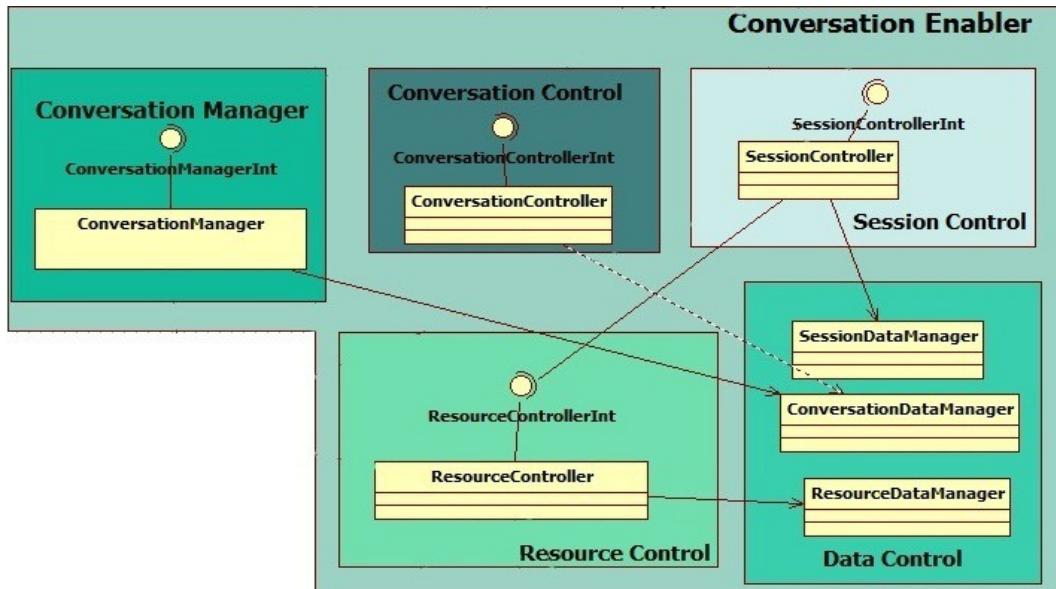 Conversation Enabler
Conversation Manager
ConversationManagerInt
ConversationManager
Conversation Control
ConversationControllerInt
ConversationController
SessionControllerInt
SessionController
Session Control
ResourceControllerInt
ResourceController
Resource Control
SessionDataManager
ConversationDataManager
ResourceDataManager
Data Control